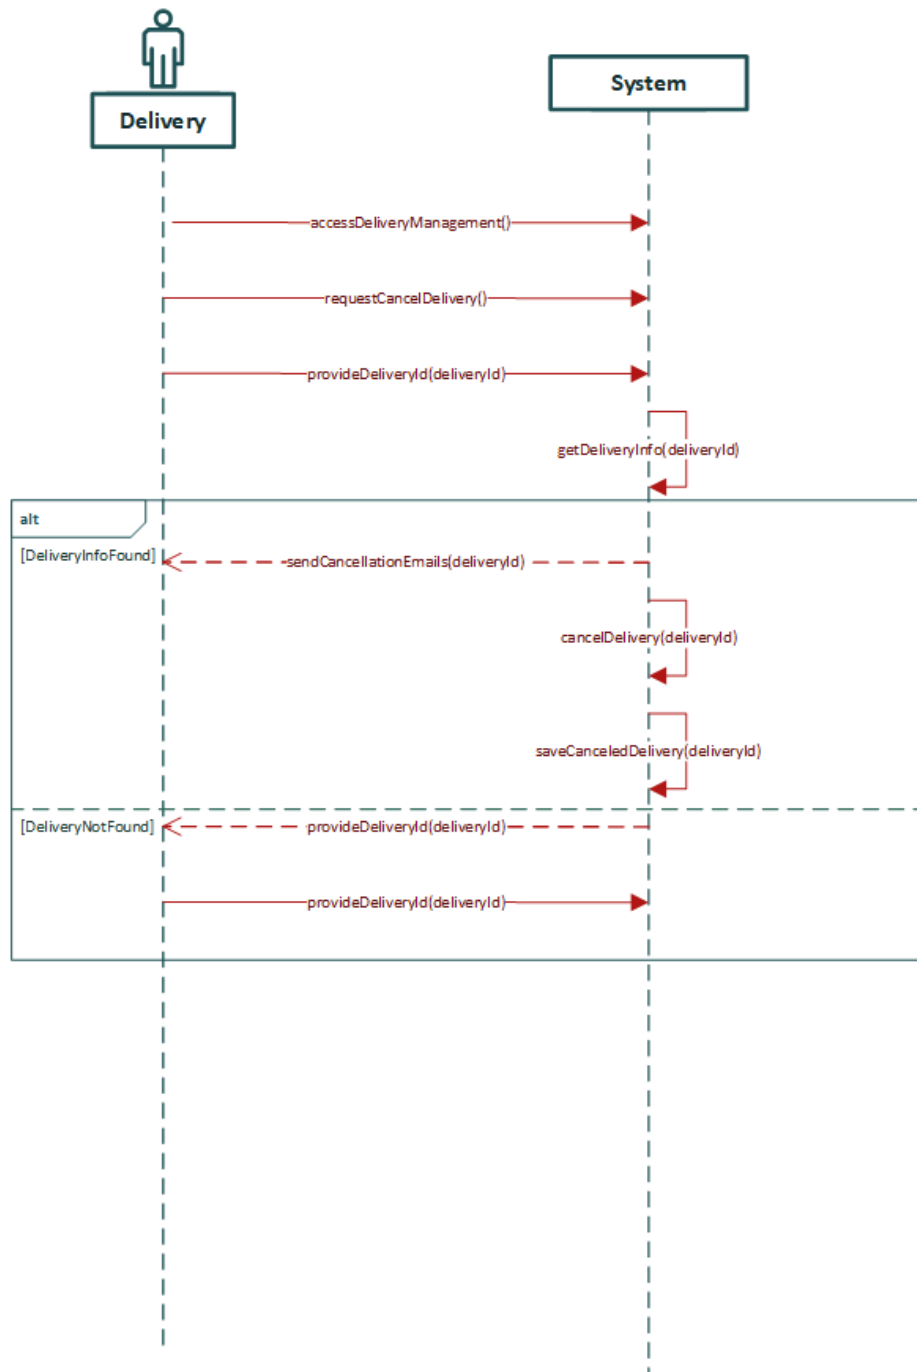 Delivery
System
accessDeliveryManagement()
requestCancelDelivery()
provideDeliveryId(deliveryId)
getDeliveryInfo(deliveryId)
alt
[DeliveryInfoFound]
sendCancellationEmails(deliveryId)
cancelDelivery(deliveryId)
saveCanceledDelivery(deliveryId)
[DeliveryNotFound]
provideDeliveryId(deliveryId)
provideDeliveryId(deliveryId)